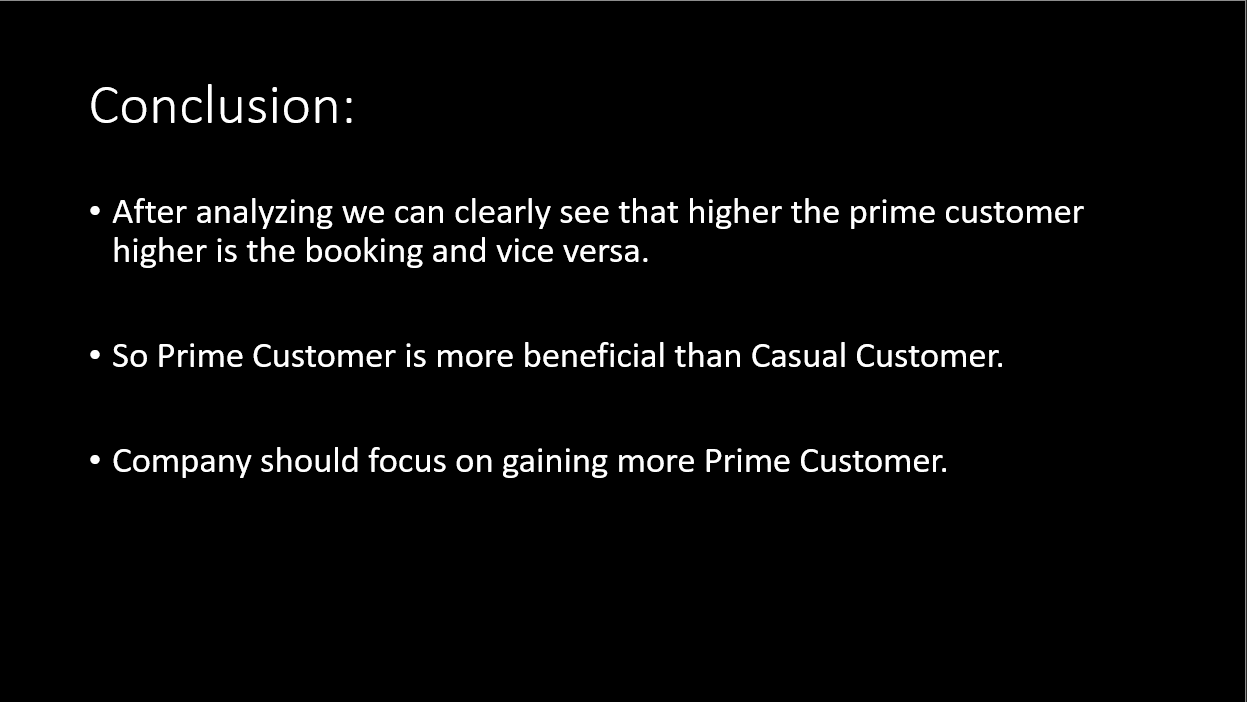 Conclusion:
• After analyzing we can clearly see that higher the prime customer
higher is the booking and vice versa.
• So Prime Customer is more beneficial than Casual Customer.
• Company should focus on gaining more Prime Customer.